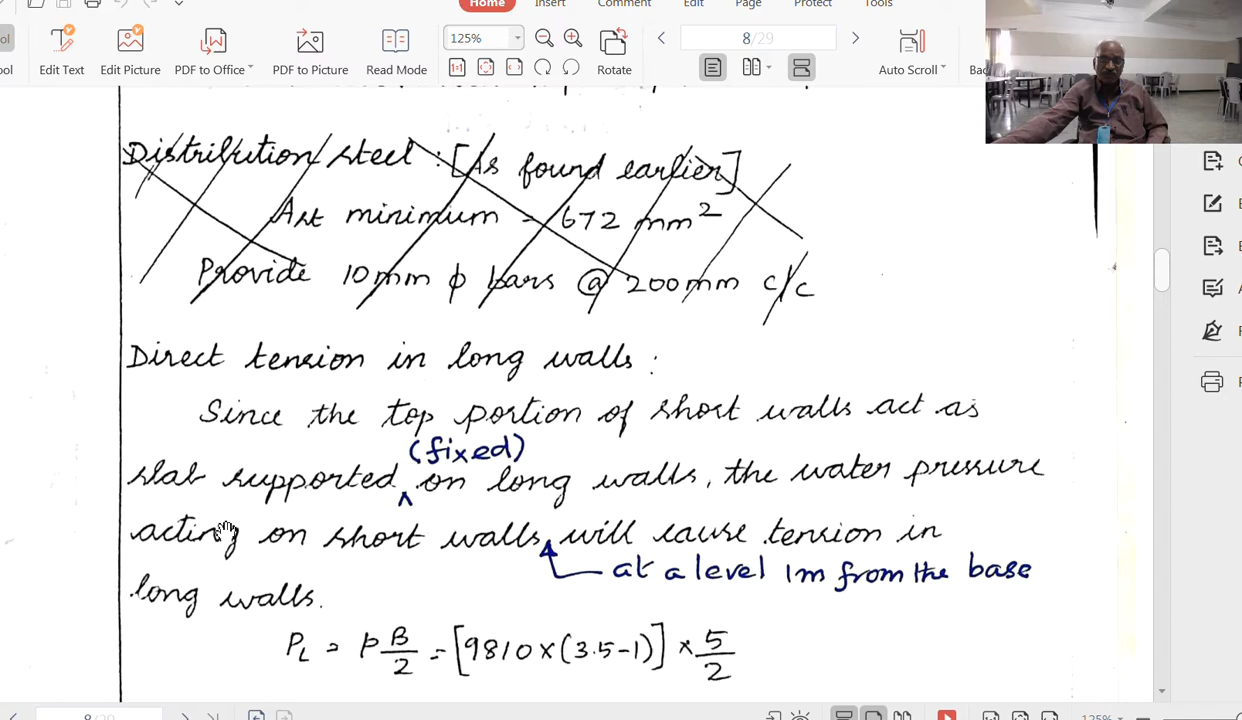 Home Insert Comment Edit Page Protect Tools
125% 8/29
Edit Text Edit Picture PDF to Office PDF to Picture Read Mode Rotate Auto Scroll
Distribution steel : [As found earlier]
Ast minimum = 672 mm²
Provide 10mm ϕ bars @ 200mm c/c
Direct tension in long walls :
Since the top portion of short walls act as
(fixed)
slab supported ^ on long walls, the water pressure
acting on short walls will cause tension in
at a level 1m from the base
long walls.
P_L = p B/2 = [9810 × (3.5-1)] × 5/2
8/29 125%